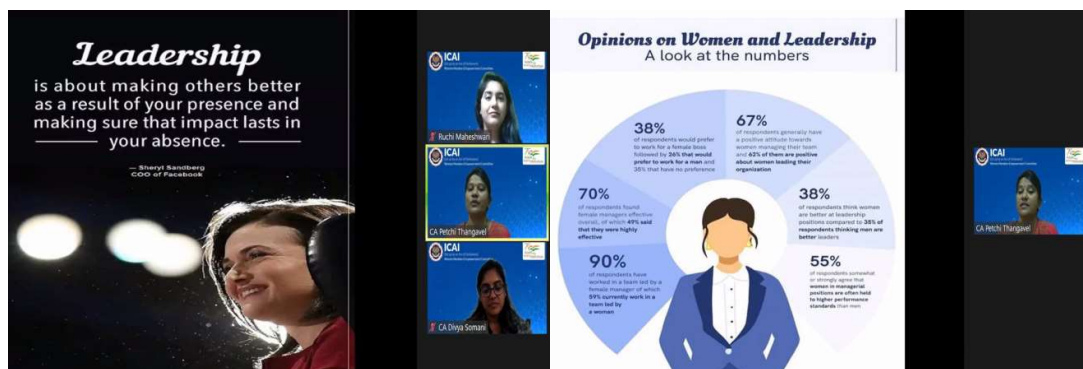 Leadership
is about making others better
as a result of your presence and
making sure that impact lasts in
your absence.
— Sheryl Sandberg
COO of Facebook
ICAI
Ruchi Maheshwari
ICAI
CA Petchi Thangavel
ICAI
CA Divya Somani
Opinions on Women and Leadership
A look at the numbers
38%
of respondents would prefer
to work for a female boss
followed by 26% that would
prefer to work for a man and
35% that have no preference
67%
of respondents generally have
a positive attitude towards
women managing their team
and 63% of them are positive
about women leading their
organisation
70%
of respondents found
female managers effective
overall, of which 49% said
that they were highly
effective
38%
of respondents think women
are better at leadership
positions compared to 35% of
respondents thinking men are
better leaders
90%
of respondents have
worked in a team led by a
female manager of which
59% currently work in a
team led by
a woman
55%
of respondents somewhat
or strongly agree that
women in managerial
positions are often held
to higher performance
standards than men
ICAI
CA Petchi Thangavel